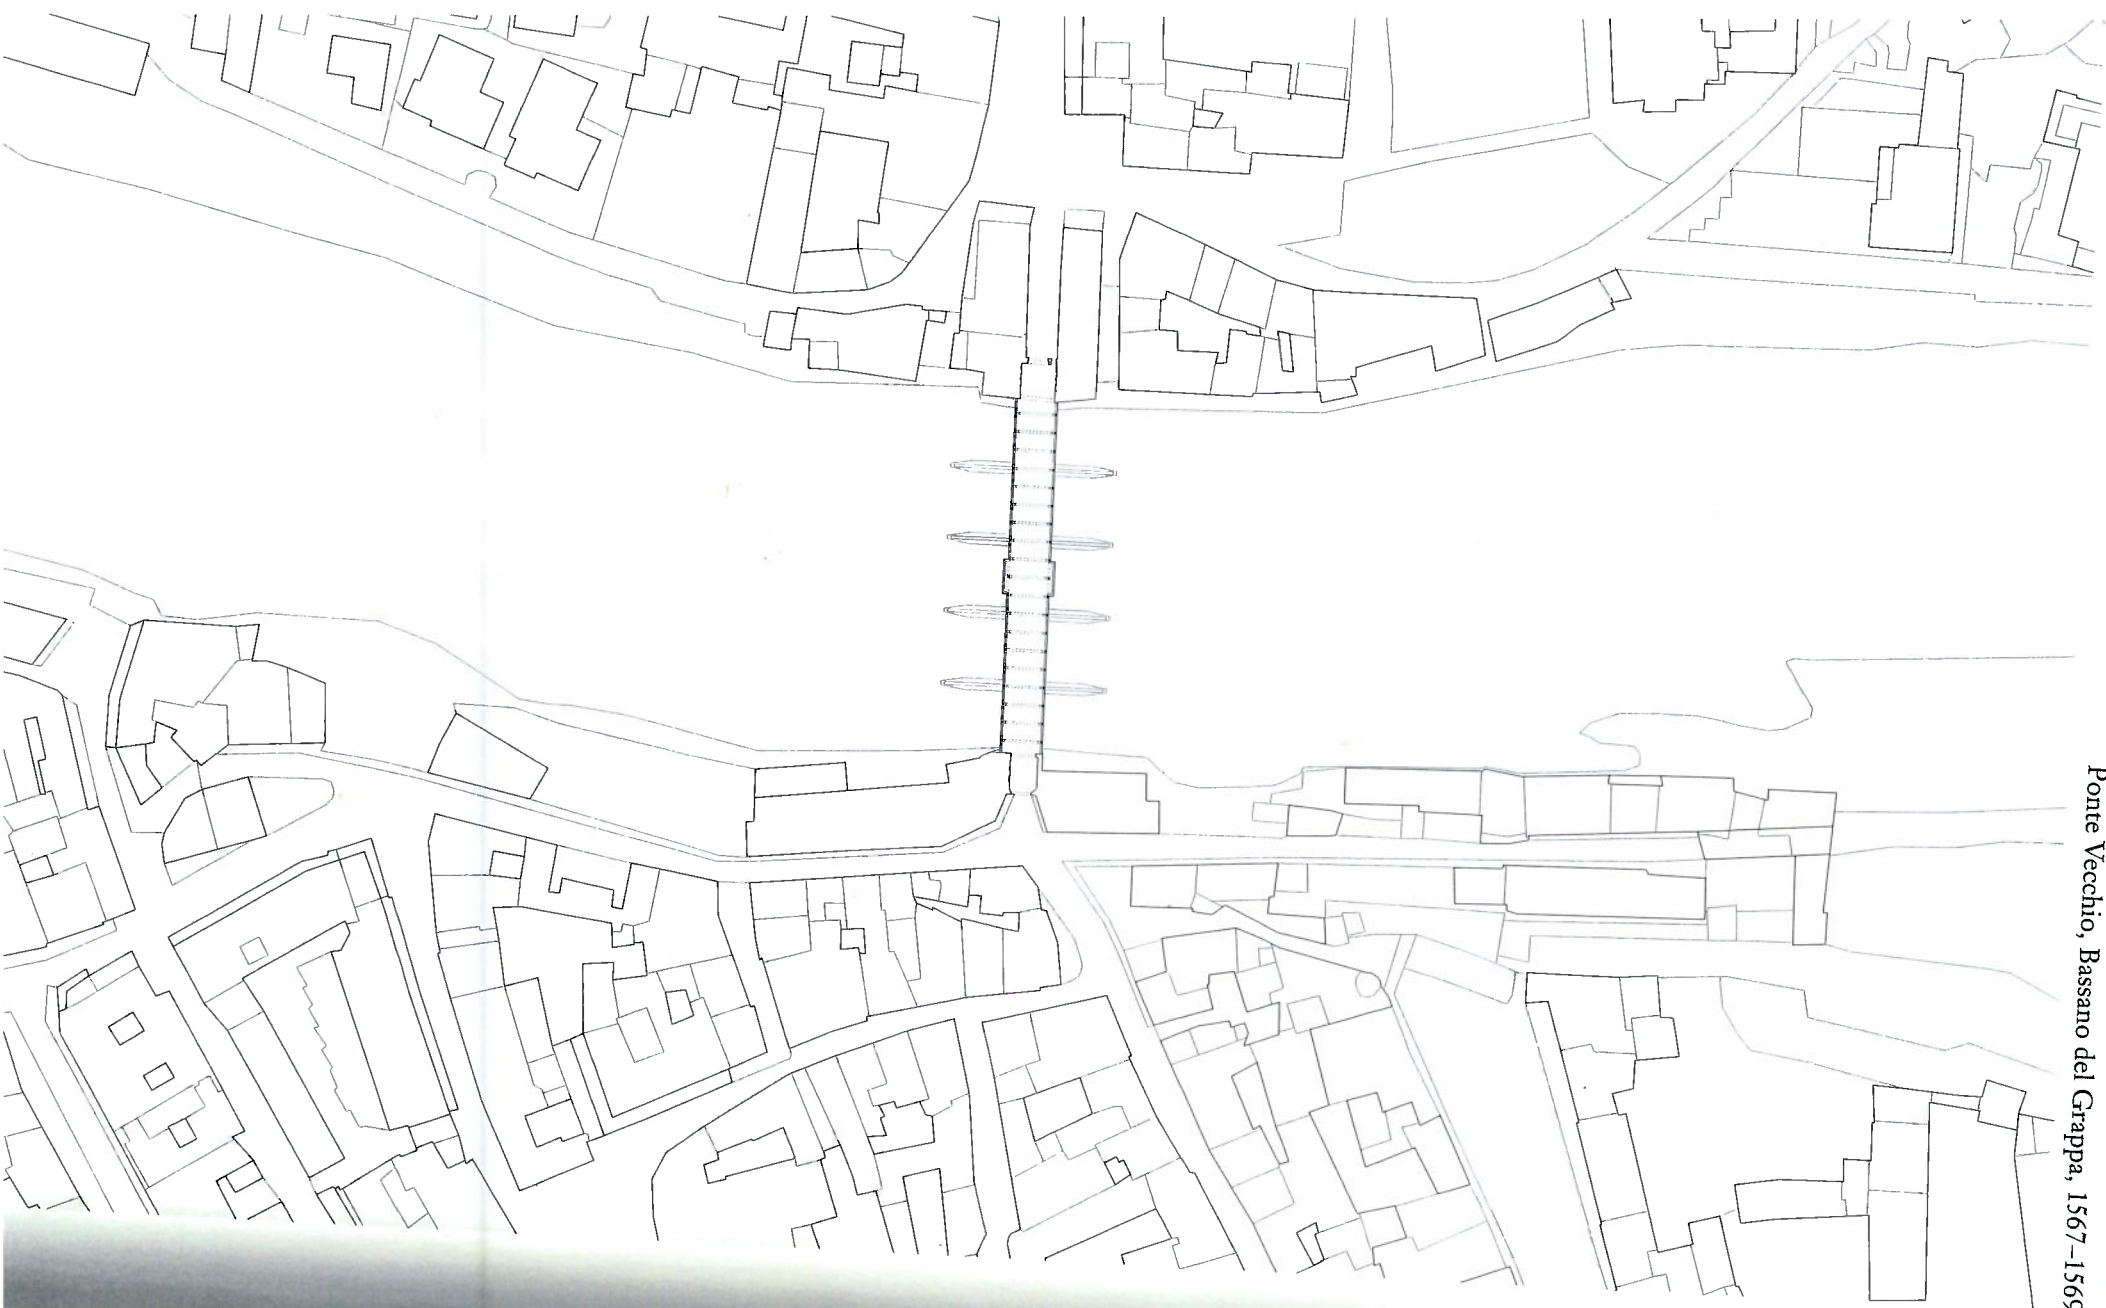 Ponte Vecchio, Bassano del Grappa, 1567–1569